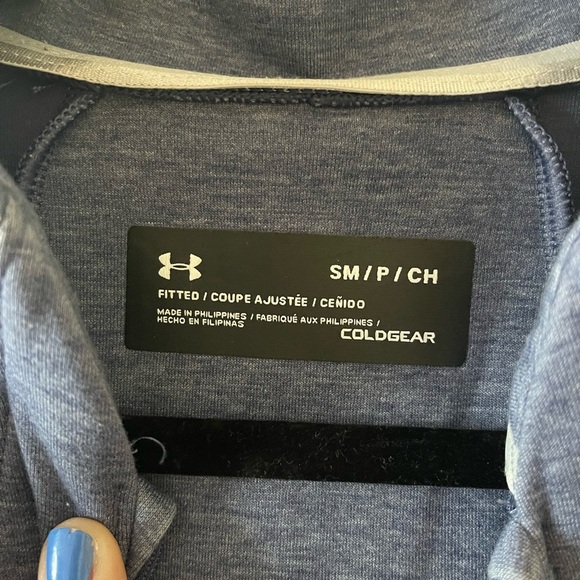 SM/P/CH
FITTED / COUPE AJUSTÉE / CEÑIDO
MADE IN PHILIPPINES / FABRIQUÉ AUX PHILIPPINES /
HECHO EN FILIPINAS
COLDGEAR